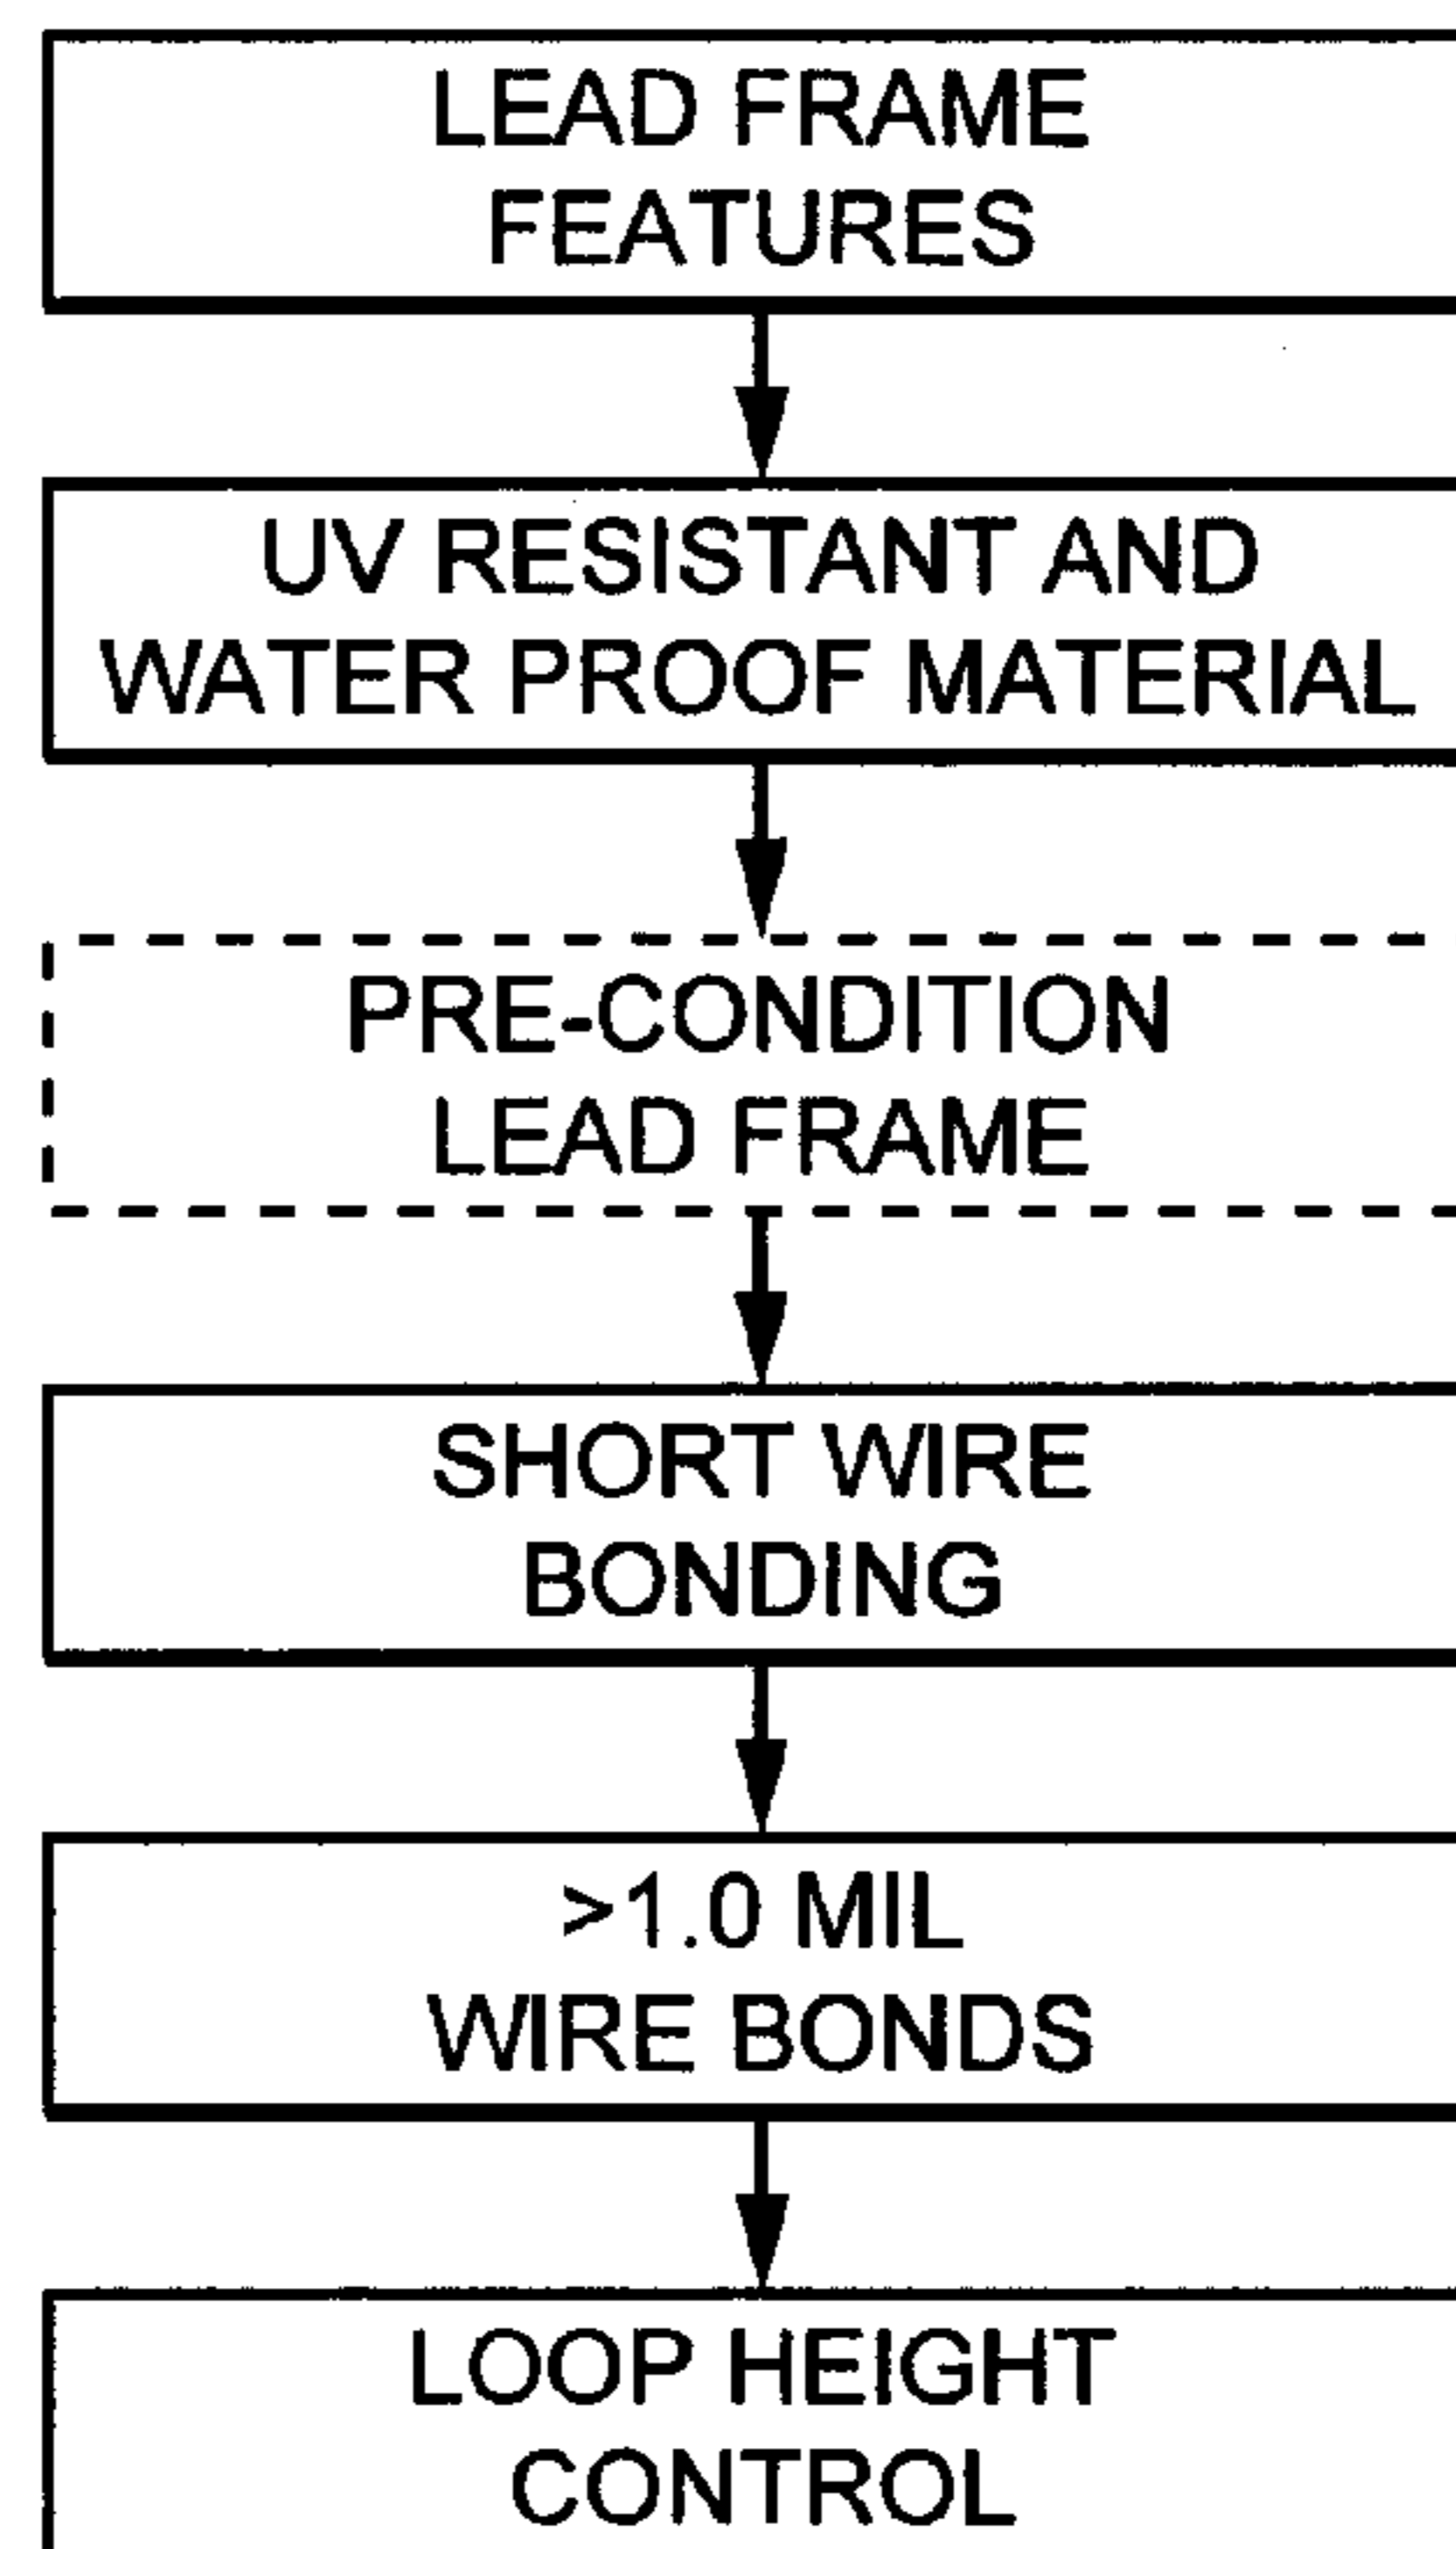 LEAD FRAME
FEATURES
UV RESISTANT AND
WATER PROOF MATERIAL
PRE-CONDITION
LEAD FRAME
SHORT WIRE
BONDING
>1.0 MIL
WIRE BONDS
LOOP HEIGHT
CONTROL